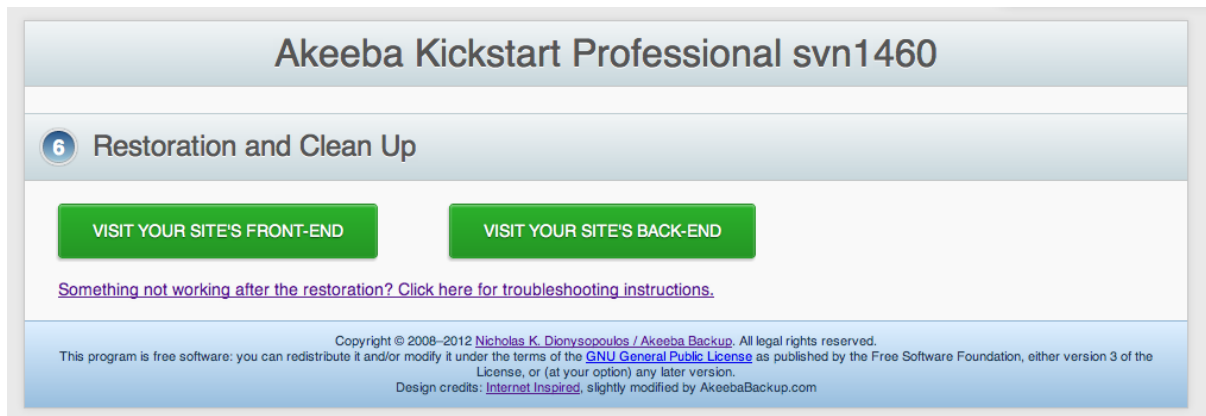 Akeeba Kickstart Professional svn1460
6 Restoration and Clean Up
VISIT YOUR SITE'S FRONT-END VISIT YOUR SITE'S BACK-END
Something not working after the restoration? Click here for troubleshooting instructions.
Copyright © 2008–2012 Nicholas K. Dionysopoulos / Akeeba Backup. All legal rights reserved.
This program is free software: you can redistribute it and/or modify it under the terms of the GNU General Public License as published by the Free Software Foundation, either version 3 of the
License, or (at your option) any later version.
Design credits: Internet Inspired, slightly modified by AkeebaBackup.com